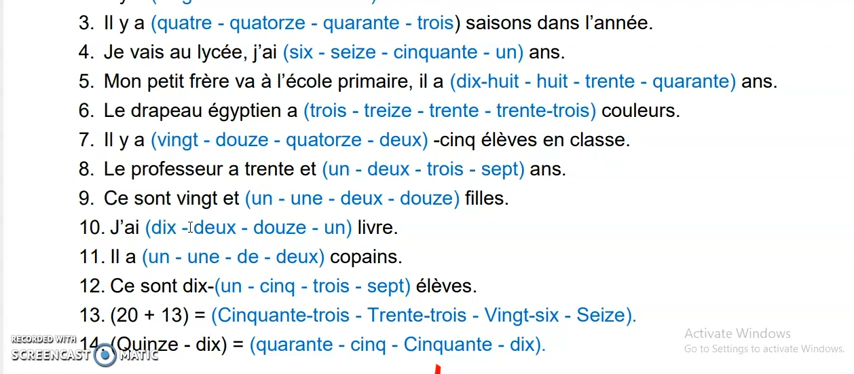 3. Il y a (quatre - quatorze - quarante - trois) saisons dans l'année.
4. Je vais au lycée, j'ai (six - seize - cinquante - un) ans.
5. Mon petit frère va à l'école primaire, il a (dix-huit - huit - trente - quarante) ans.
6. Le drapeau égyptien a (trois - treize - trente - trente-trois) couleurs.
7. Il y a (vingt - douze - quatorze - deux) -cinq élèves en classe.
8. Le professeur a trente et (un - deux - trois - sept) ans.
9. Ce sont vingt et (un - une - deux - douze) filles.
10. J'ai (dix - deux - douze - un) livre.
11. Il a (un - une - de - deux) copains.
12. Ce sont dix-(un - cinq - trois - sept) élèves.
13. (20 + 13) = (Cinquante-trois - Trente-trois - Vingt-six - Seize).
14. (Quinze - dix) = (quarante - cinq - Cinquante - dix).
Activate Windows
Go to Settings to activate Windows.
RECORDED WITH
SCREENCAST MATIC